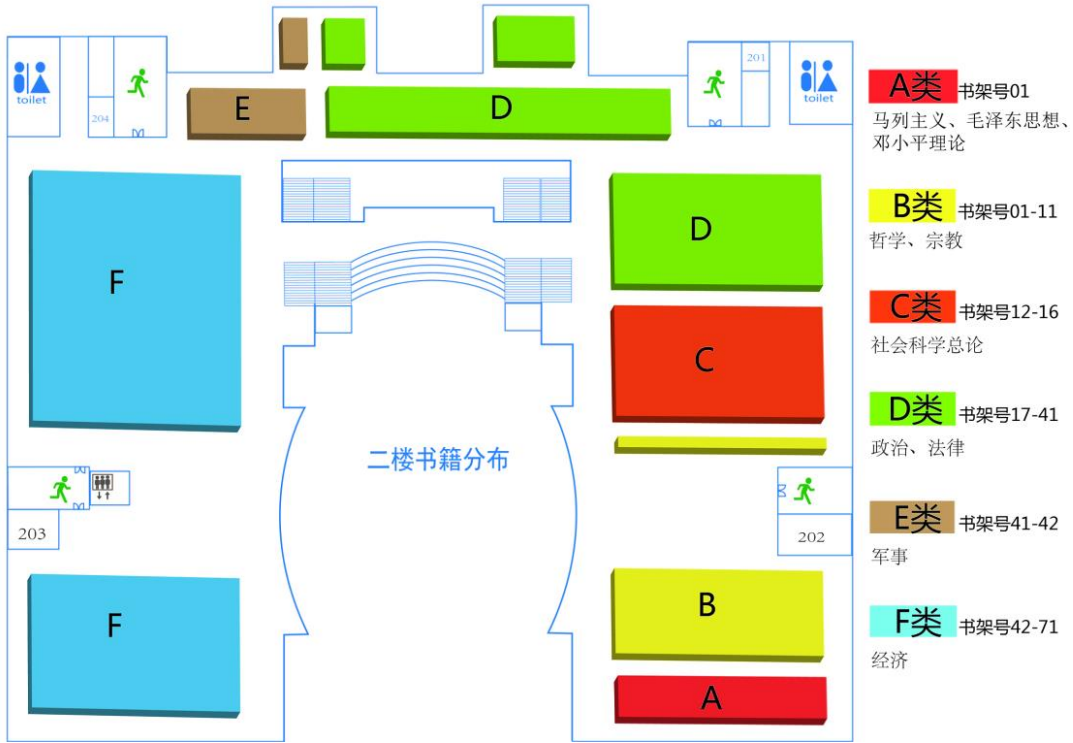 toilet
204
E
D
201
toilet
F
D
C
二楼书籍分布
203
202
F
B
A
A类 书架号01
马列主义、毛泽东思想、
邓小平理论
B类 书架号01-11
哲学、宗教
C类 书架号12-16
社会科学总论
D类 书架号17-41
政治、法律
E类 书架号41-42
军事
F类 书架号42-71
经济